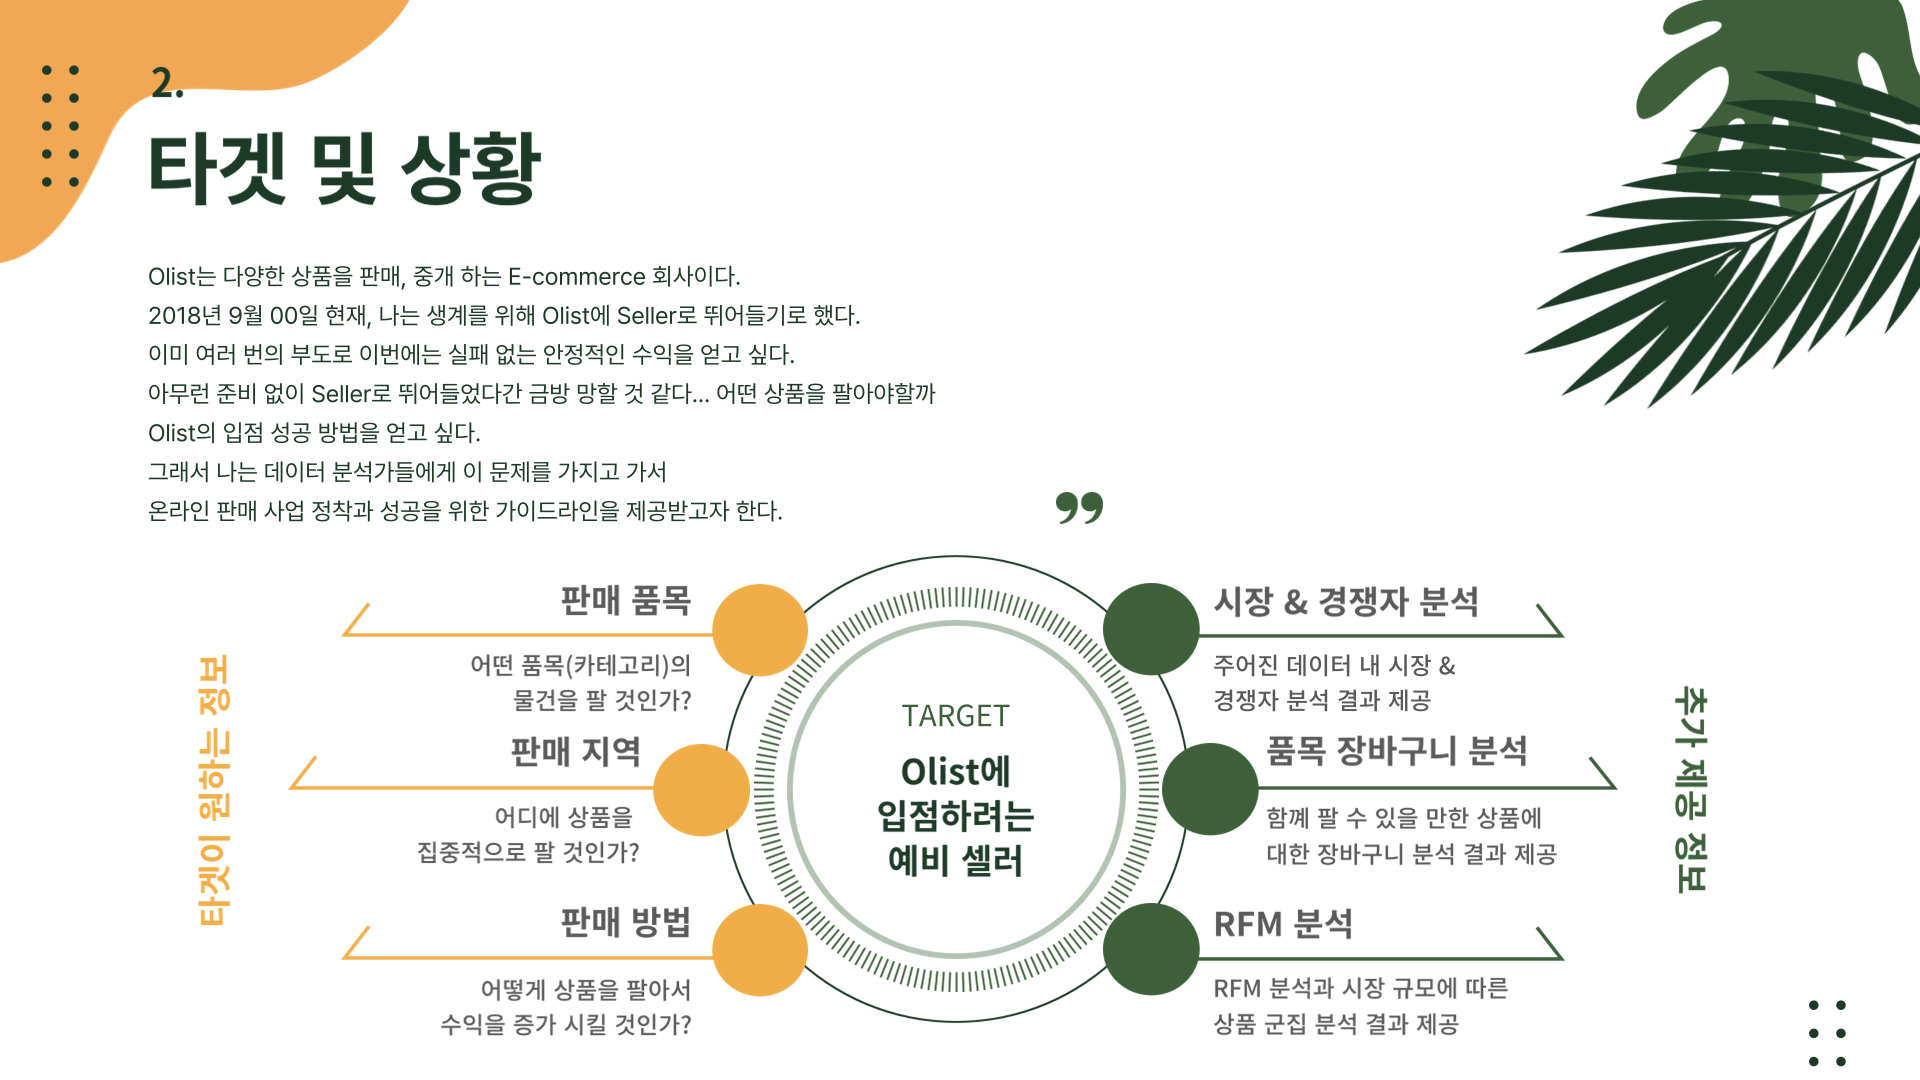 2.
타겟 및 상황
Olist는 다양한 상품을 판매, 중개 하는 E-commerce 회사이다.
2018년 9월 00일 현재, 나는 생계를 위해 Olist에 Seller로 뛰어들기로 했다.
이미 여러 번의 부도로 이번에는 실패 없는 안정적인 수익을 얻고 싶다.
아무런 준비 없이 Seller로 뛰어들었다간 금방 망할 것 같다... 어떤 상품을 팔아야할까
Olist의 입점 성공 방법을 얻고 싶다.
그래서 나는 데이터 분석가들에게 이 문제를 가지고 가서
온라인 판매 사업 정착과 성공을 위한 가이드라인을 제공받고자 한다.
”
타겟이 원하는 정보
판매 품목
어떤 품목(카테고리)의
물건을 팔 것인가?
판매 지역
어디에 상품을
집중적으로 팔 것인가?
판매 방법
어떻게 상품을 팔아서
수익을 증가 시킬 것인가?
TARGET
Olist에
입점하려는
예비 셀러
시장 & 경쟁자 분석
주어진 데이터 내 시장 &
경쟁자 분석 결과 제공
품목 장바구니 분석
함꼐 팔 수 있을 만한 상품에
대한 장바구니 분석 결과 제공
RFM 분석
RFM 분석과 시장 규모에 따른
상품 군집 분석 결과 제공
추가 제공 정보